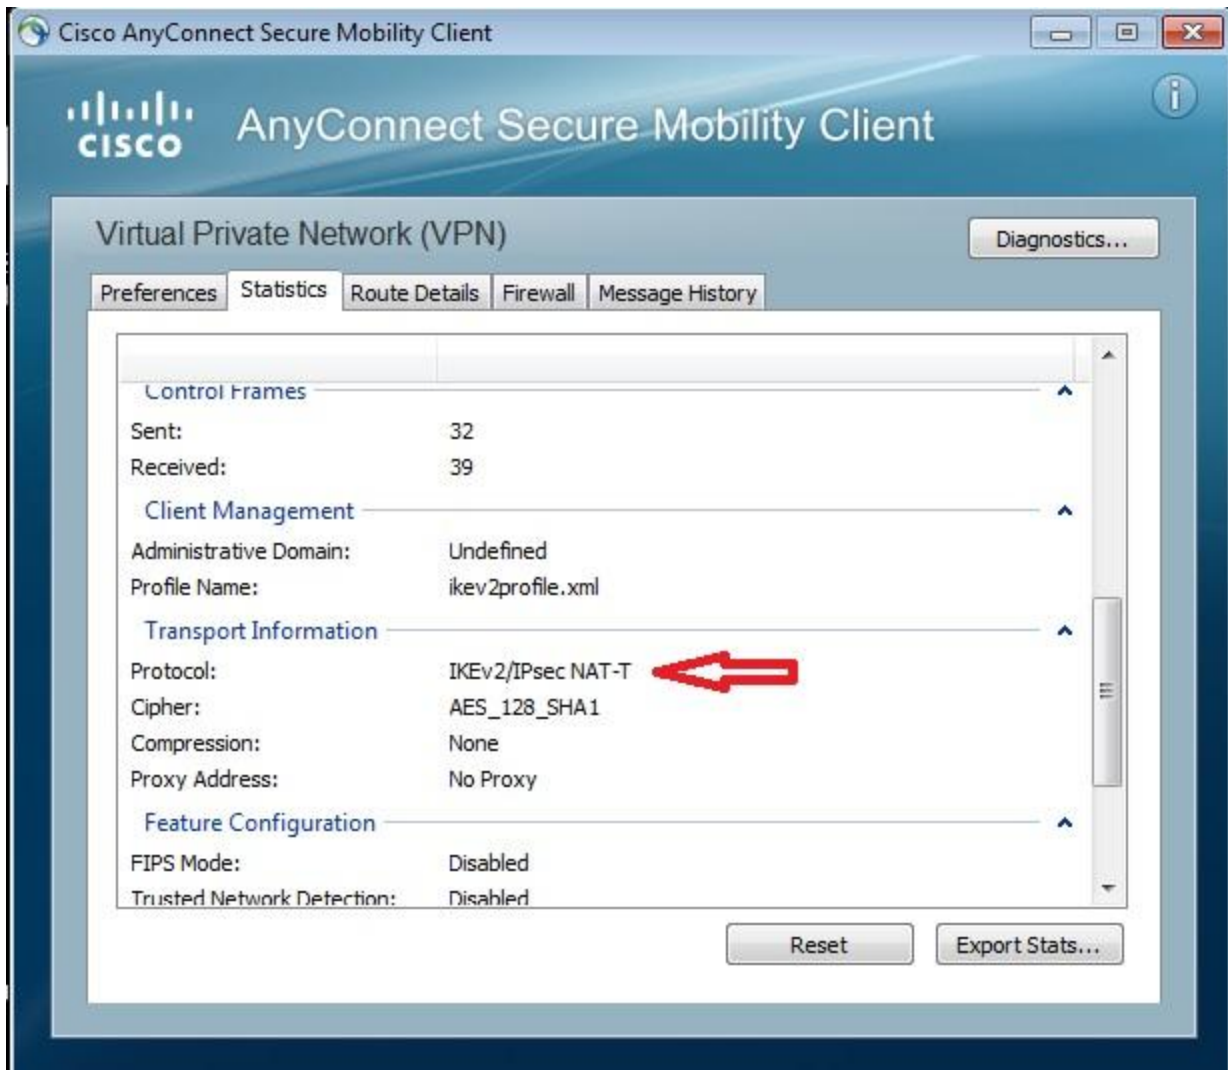 Cisco AnyConnect Secure Mobility Client
CISCO AnyConnect Secure Mobility Client
Virtual Private Network (VPN)
Diagnostics...
Preferences Statistics Route Details Firewall Message History
Control Frames
Sent: 32
Received: 39
Client Management
Administrative Domain: Undefined
Profile Name: ikev2profile.xml
Transport Information
Protocol: IKEv2/IPsec NAT-T
Cipher: AES_128_SHA1
Compression: None
Proxy Address: No Proxy
Feature Configuration
FIPS Mode: Disabled
Trusted Network Detection: Disabled
Reset Export Stats...